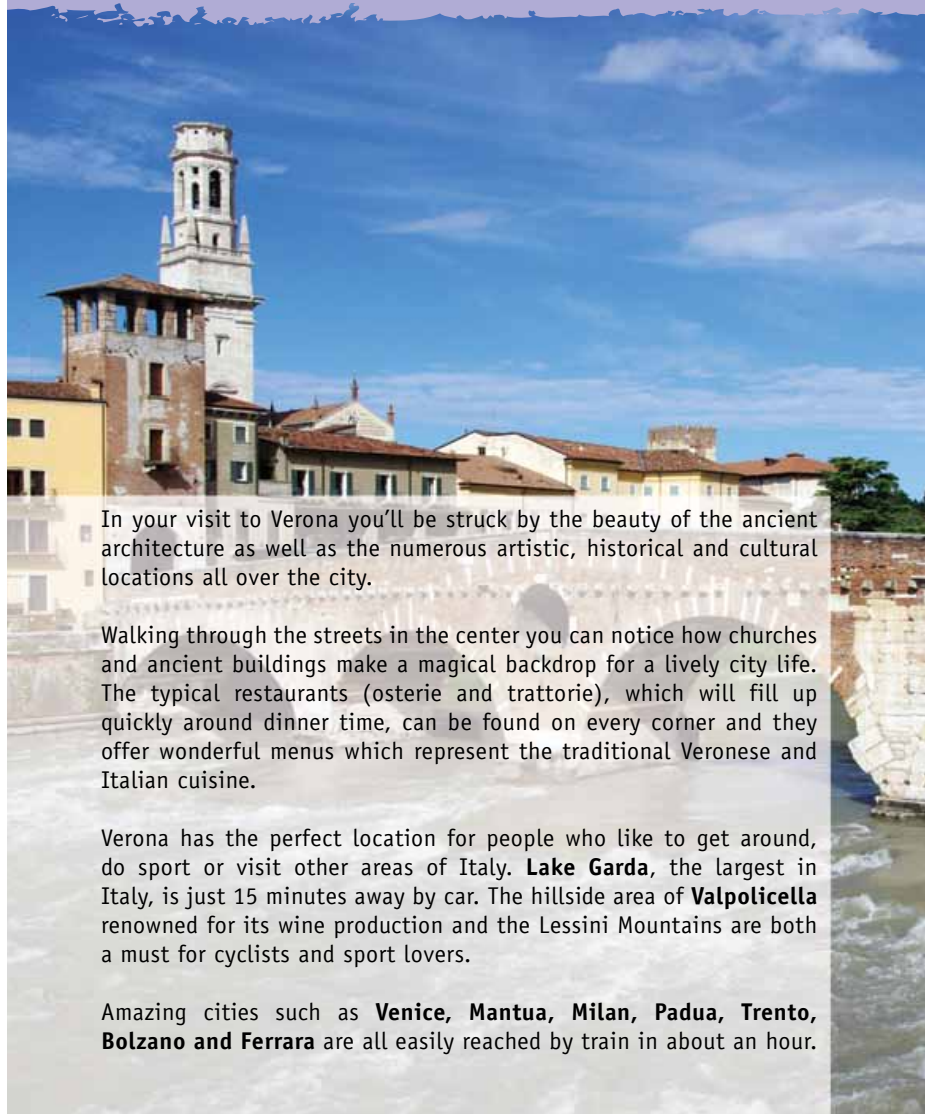 In your visit to Verona you'll be struck by the beauty of the ancient
architecture as well as the numerous artistic, historical and cultural
locations all over the city.
Walking through the streets in the center you can notice how churches
and ancient buildings make a magical backdrop for a lively city life.
The typical restaurants (osterie and trattorie), which will fill up
quickly around dinner time, can be found on every corner and they
offer wonderful menus which represent the traditional Veronese and
Italian cuisine.
Verona has the perfect location for people who like to get around,
do sport or visit other areas of Italy. Lake Garda, the largest in
Italy, is just 15 minutes away by car. The hillside area of Valpolicella
renowned for its wine production and the Lessini Mountains are both
a must for cyclists and sport lovers.
Amazing cities such as Venice, Mantua, Milan, Padua, Trento,
Bolzano and Ferrara are all easily reached by train in about an hour.